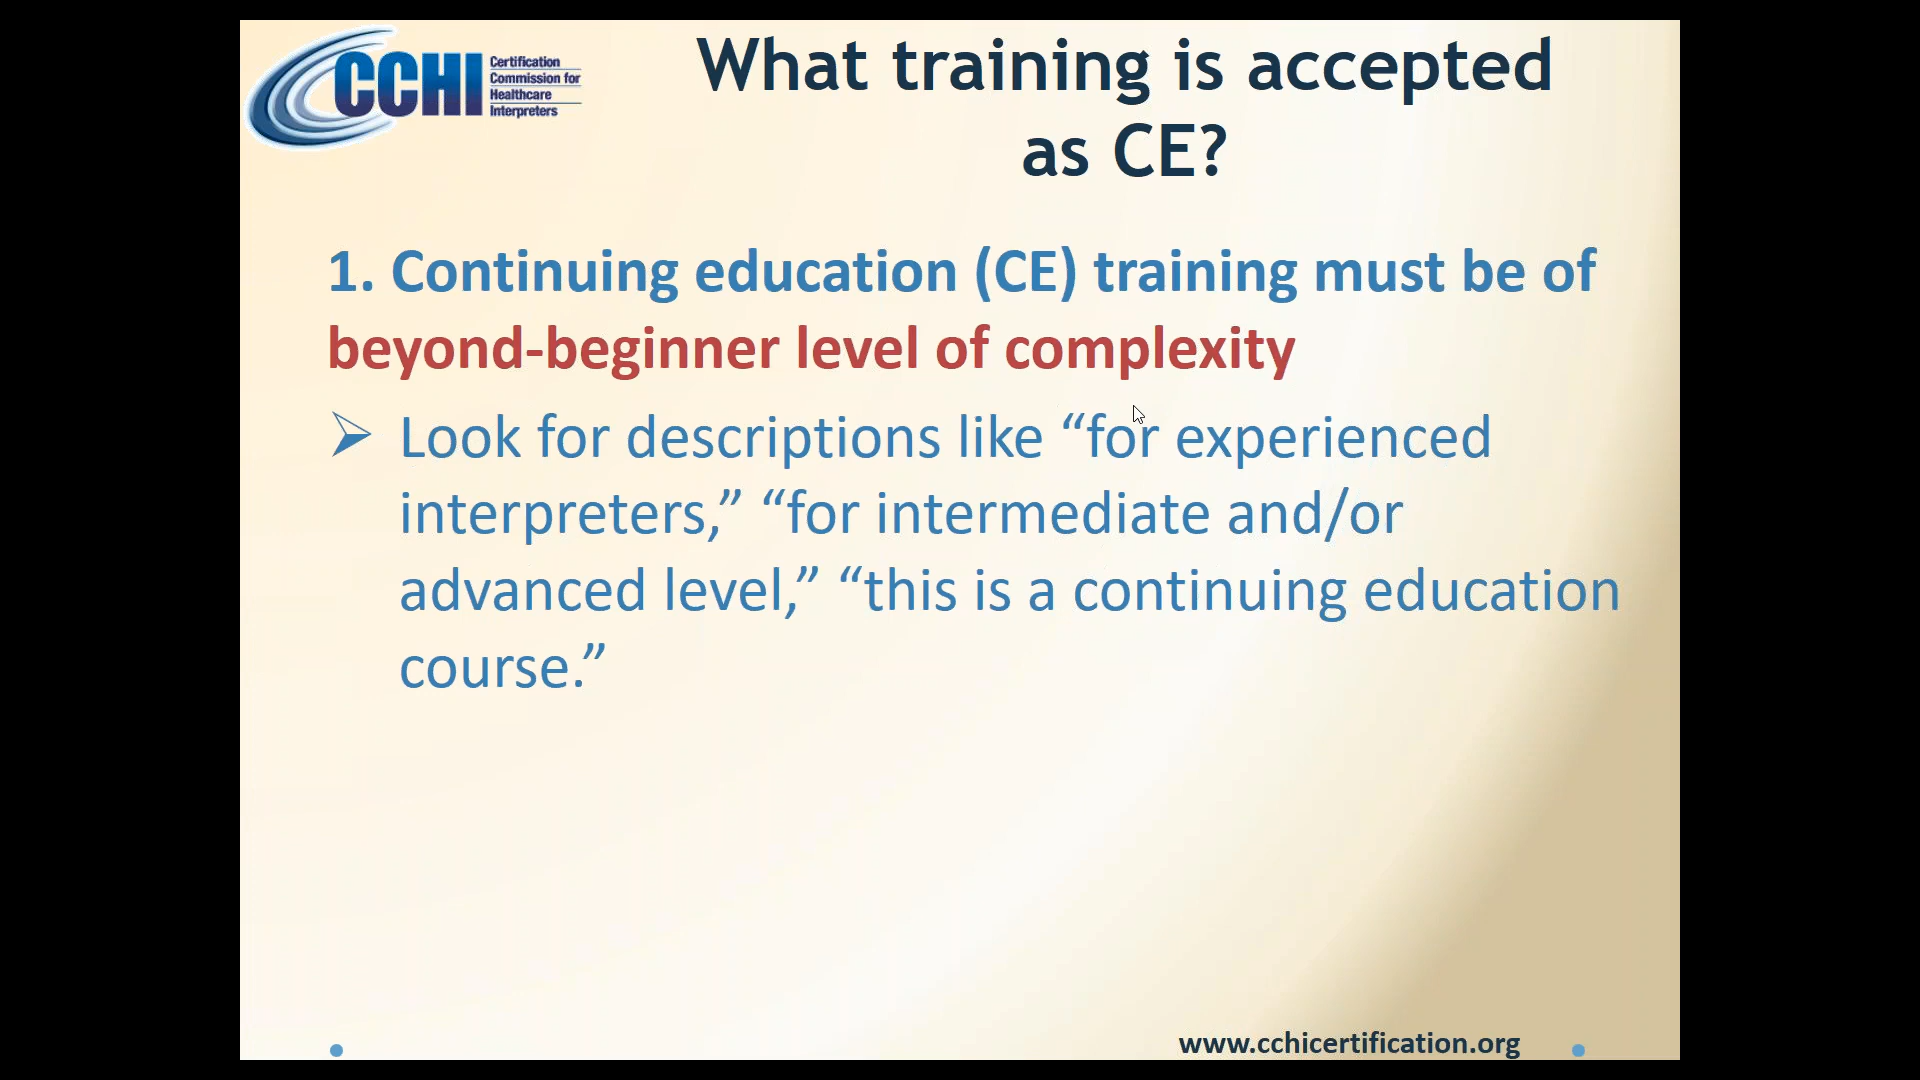 CCHI
Certification
Commission for
Healthcare
Interpreters
What training is accepted
as CE?
1. Continuing education (CE) training must be of
beyond-beginner level of complexity
Look for descriptions like “for experienced
interpreters,” “for intermediate and/or
advanced level,” “this is a continuing education
course.”
www.cchicertification.org